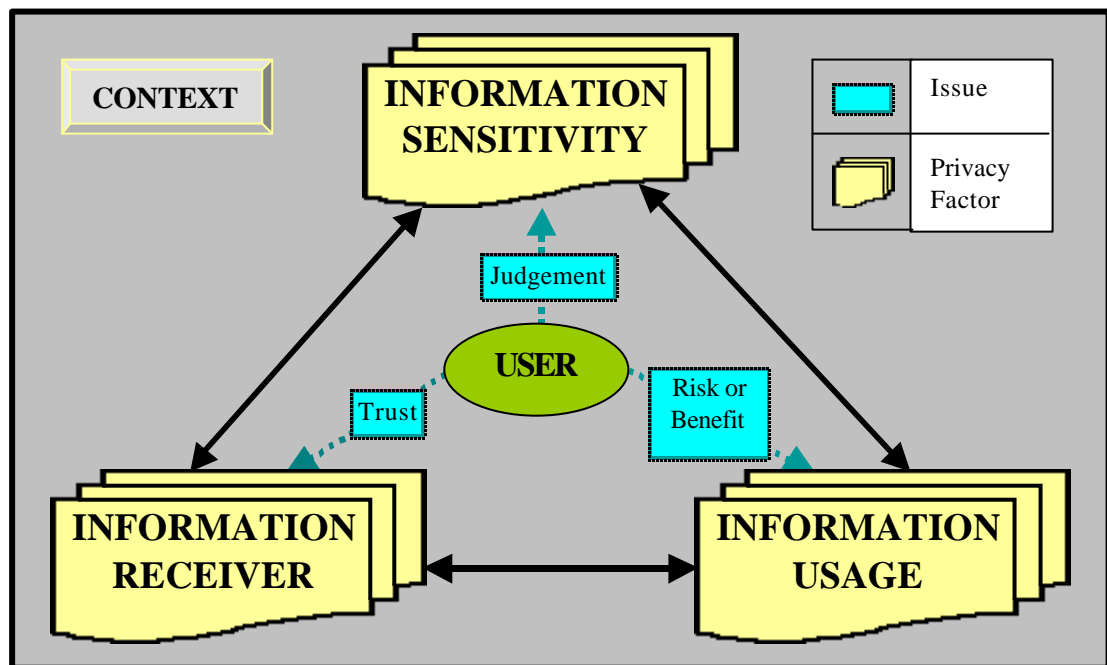 CONTEXT
INFORMATION
SENSITIVITY
Issue
Privacy
Factor
Judgement
USER
Trust
Risk or
Benefit
INFORMATION
RECEIVER
INFORMATION
USAGE